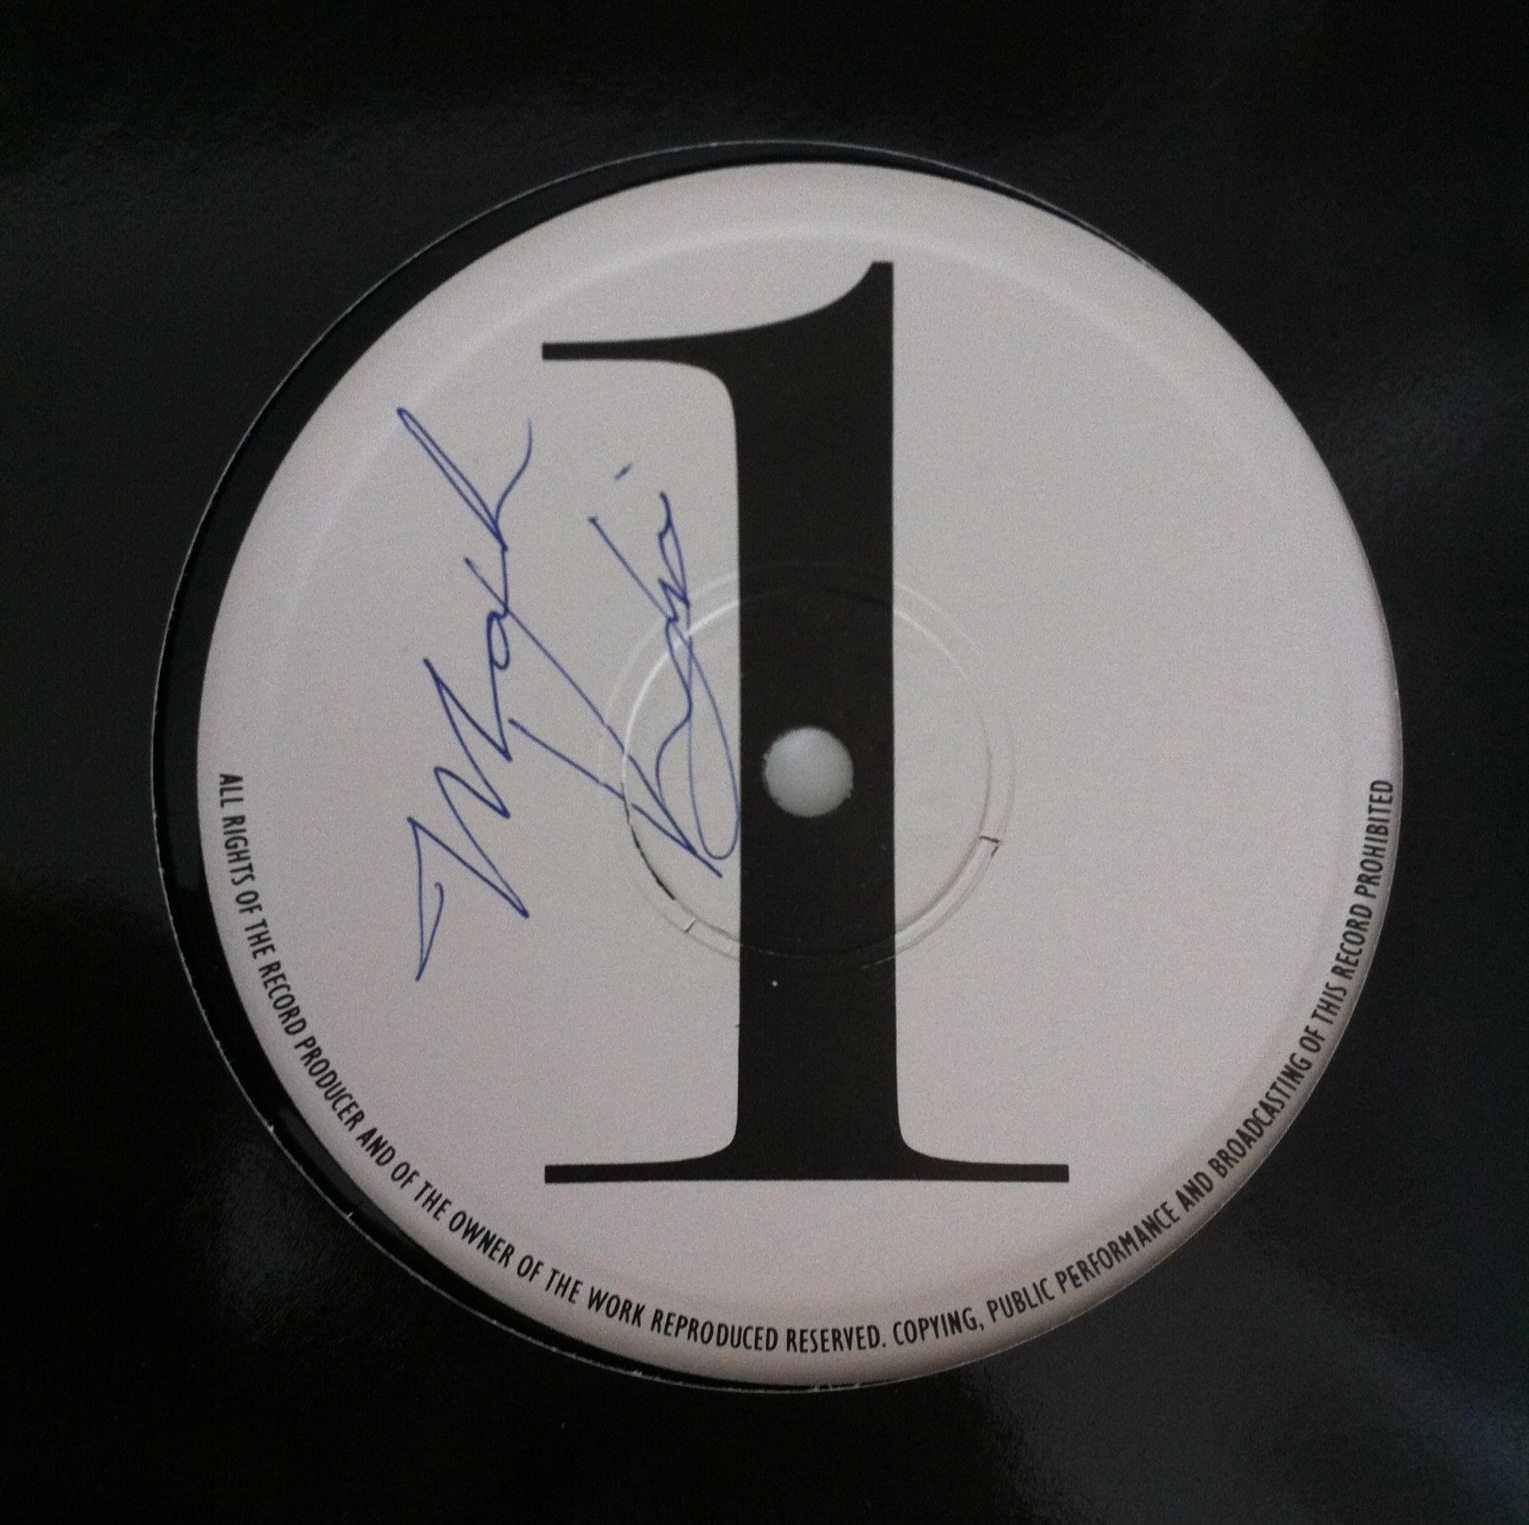 1
ALL RIGHTS OF THE RECORD PRODUCER AND OF THE OWNER OF THE WORK REPRODUCED RESERVED. COPYING, PUBLIC PERFORMANCE AND BROADCASTING OF THIS RECORD PROHIBITED